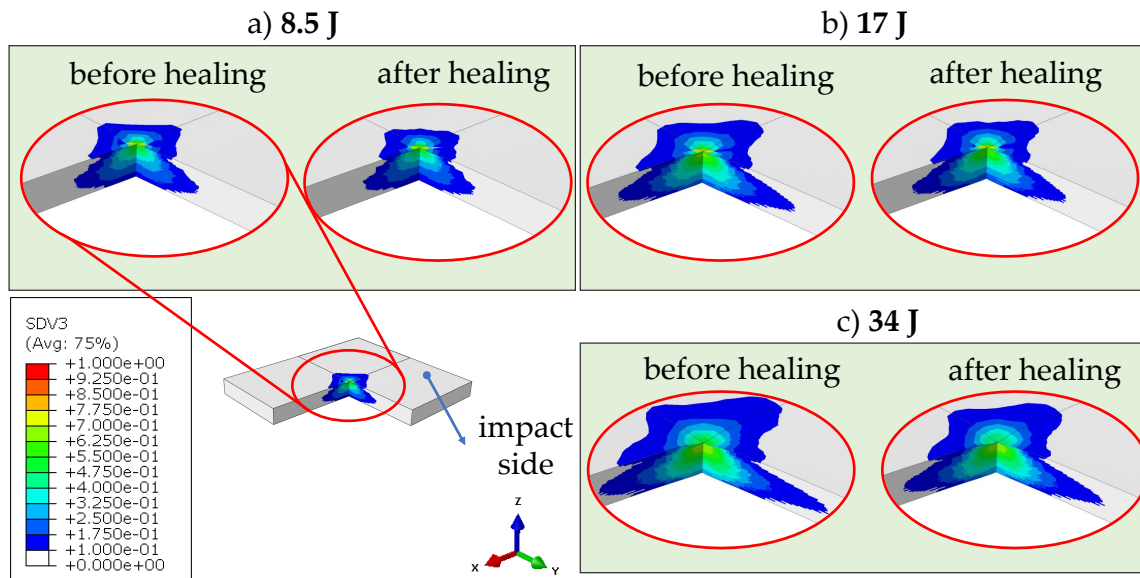 a) 8.5 J
b) 17 J
before healing
after healing
before healing
after healing
SDV3
(Avg: 75%)
+1.000e+00
+9.250e-01
+8.500e-01
+7.750e-01
+7.000e-01
+6.250e-01
+5.500e-01
+4.750e-01
+4.000e-01
+3.250e-01
+2.500e-01
+1.750e-01
+1.000e-01
+0.000e+00
impact
side
Z
X
Y
c) 34 J
before healing
after healing